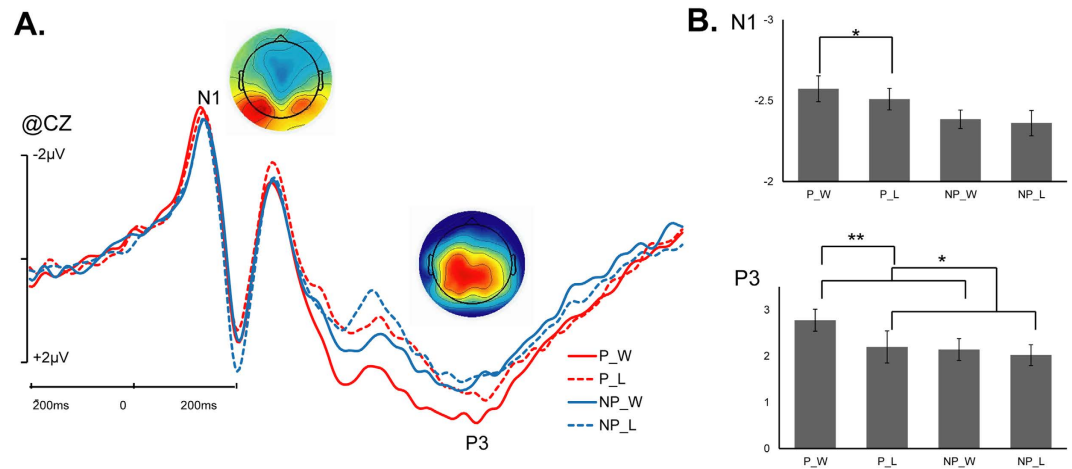 A.
N1
@CZ
-2µV
+2µV
200ms 0 200ms
P3
P_W
P_L
NP_W
NP_L
B.
N1
-3
-2.5
-2
*
P_W P_L NP_W NP_L
P3
3
2
1
0
**
*
P_W P_L NP_W NP_L